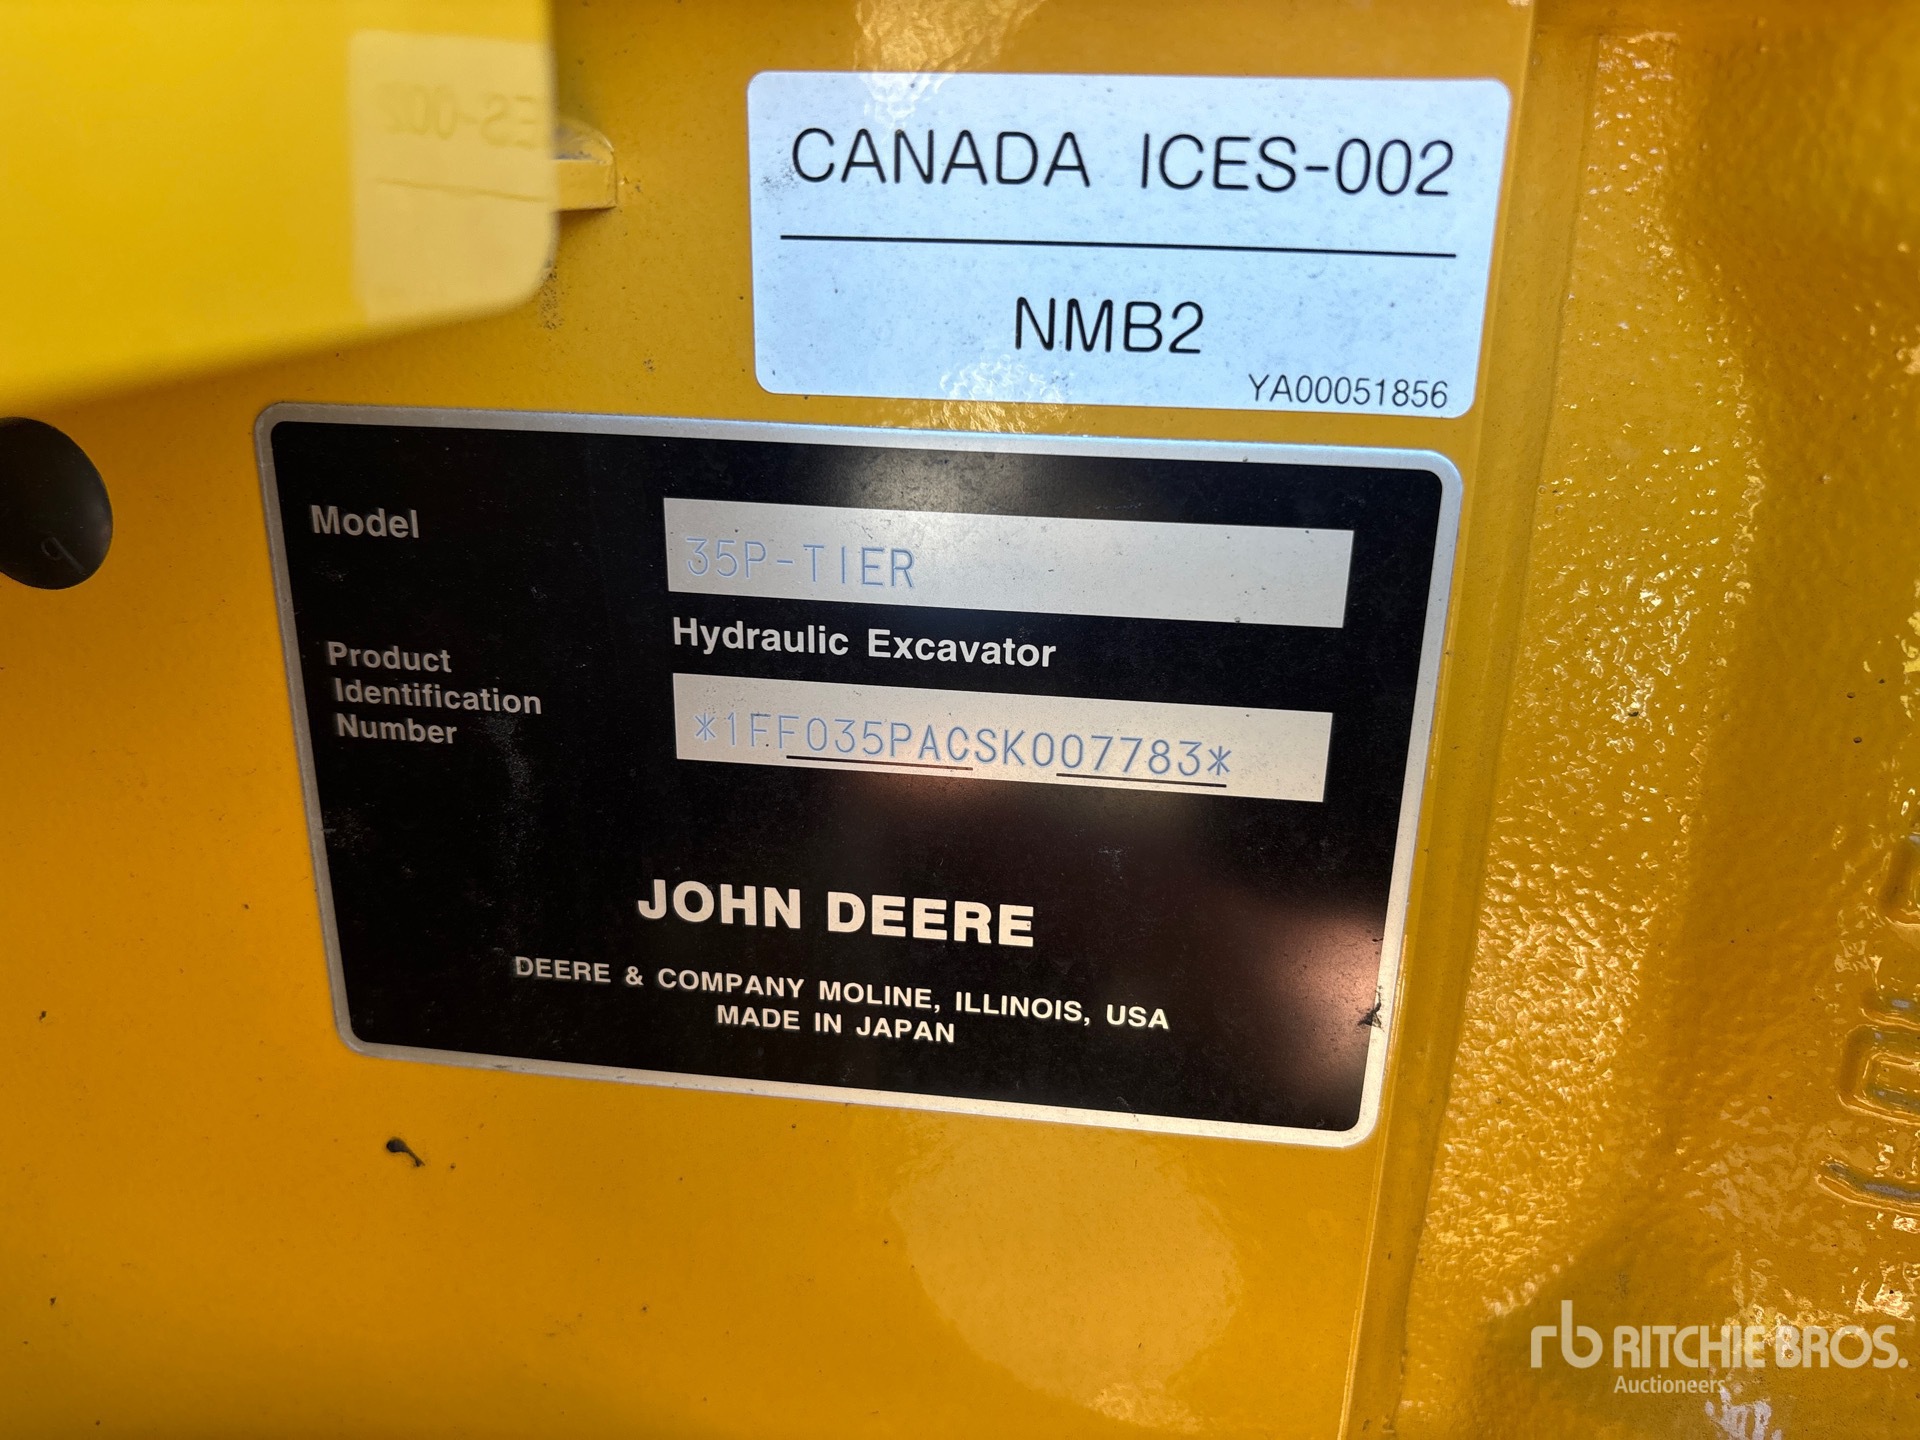 CANADA ICES-002
NMB2
YA00051856
Model
35P-TIER
Hydraulic Excavator
Product
Identification
Number
*1FF035PACSK007783*
JOHN DEERE
DEERE & COMPANY MOLINE, ILLINOIS, USA
MADE IN JAPAN
rb RITCHIE BROS.
Auctioneers